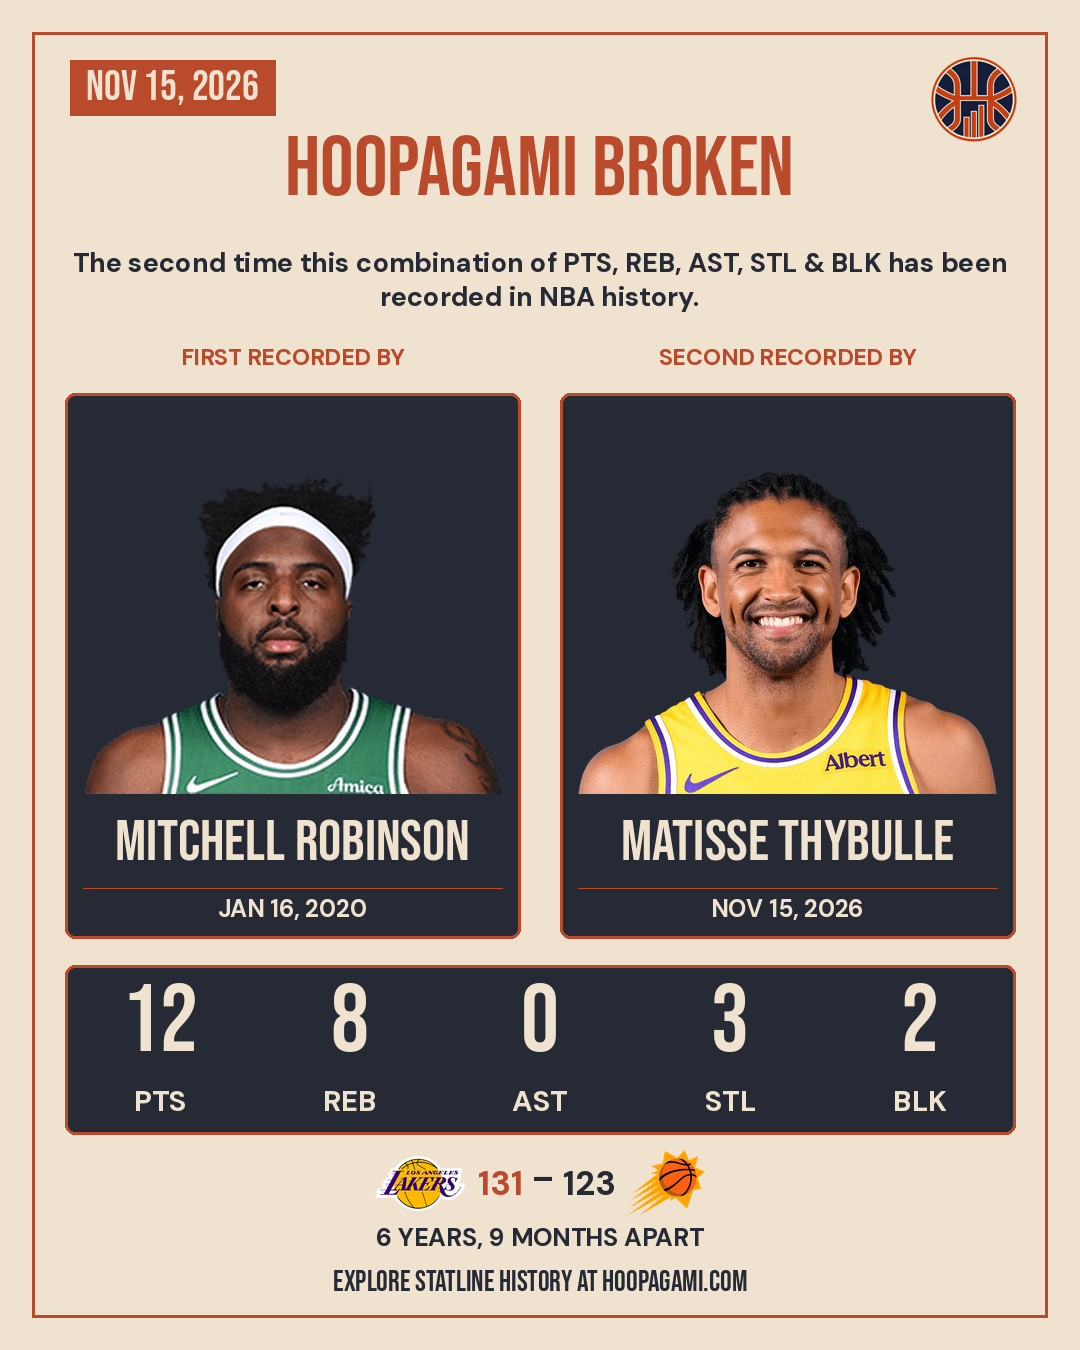 NOV 15, 2026
HOOPAGAMI BROKEN
The second time this combination of PTS, REB, AST, STL & BLK has been
recorded in NBA history.
FIRST RECORDED BY
SECOND RECORDED BY
Amica
Albert
MITCHELL ROBINSON
MATISSE THYBULLE
JAN 16, 2020
NOV 15, 2026
12 8 0 3 2
PTS REB AST STL BLK
LOS ANGELES
LAKERS
131 – 123
6 YEARS, 9 MONTHS APART
EXPLORE STATLINE HISTORY AT HOOPAGAMI.COM